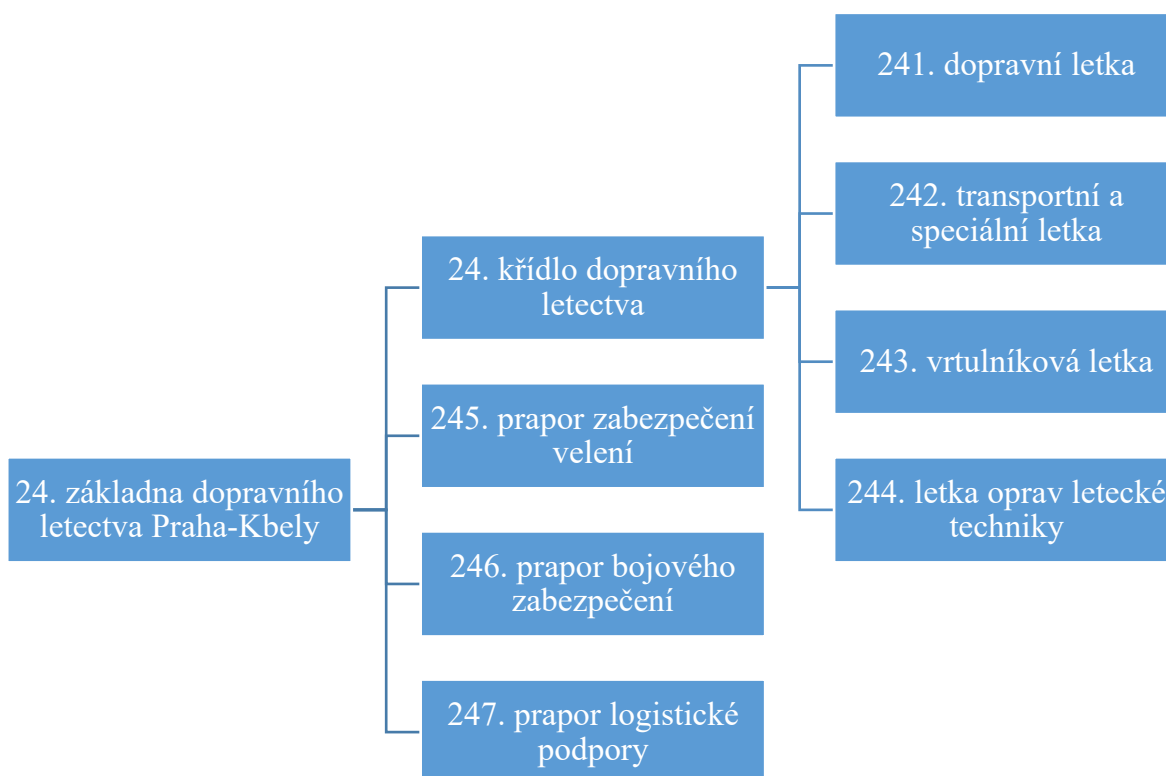 24. základna dopravního
letectva Praha-Kbely
24. křídlo dopravního
letectva
241. dopravní letka
242. transportní a
speciální letka
243. vrtulníková letka
244. letka oprav letecké
techniky
245. prapor zabezpečení
velení
246. prapor bojového
zabezpečení
247. prapor logistické
podpory